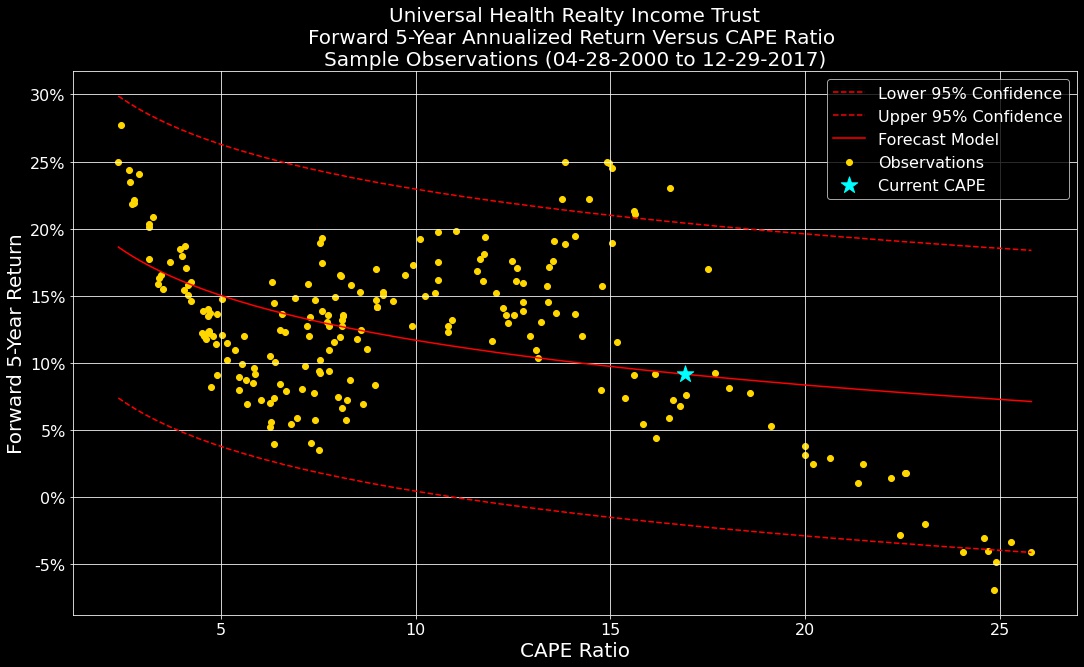 Universal Health Realty Income Trust
Forward 5-Year Annualized Return Versus CAPE Ratio
Sample Observations (04-28-2000 to 12-29-2017)
Lower 95% Confidence
Upper 95% Confidence
Forecast Model
Observations
Current CAPE
Forward 5-Year Return
30%
25%
20%
15%
10%
5%
0%
-5%
5
10
15
20
25
CAPE Ratio